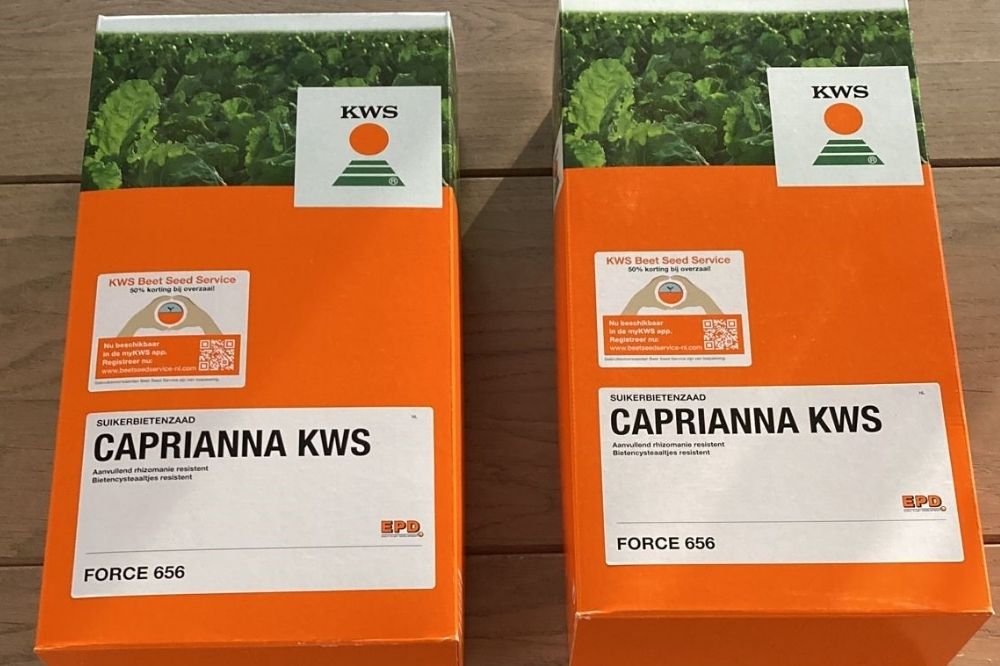 KWS
®
KWS Beet Seed Service
50% korting bij overzaai!
Nu beschikbaar
in de myKWS app.
Registreer nu:
www.beetseedservice-nl.com
SUIKERBIETENZAAD
NL
CAPRIANNA KWS
Aanvullend rhizomanie resistent
Bietencysteaaltjes resistent
EPD
FORCE 656
KWS
®
KWS Beet Seed Service
50% korting bij overzaai!
Nu beschikbaar
in de myKWS app.
Registreer nu:
www.beetseedservice-nl.com
SUIKERBIETENZAAD
NL
CAPRIANNA KWS
Aanvullend rhizomanie resistent
Bietencysteaaltjes resistent
EPD
FORCE 656